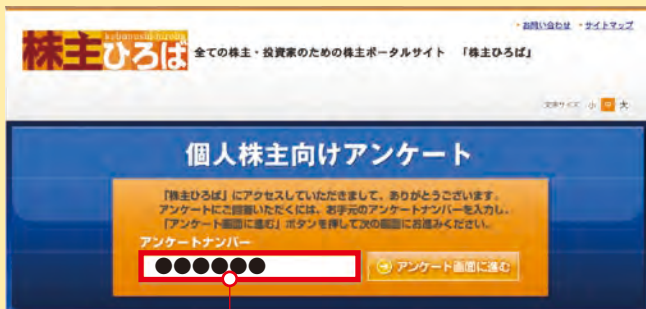 ・お問い合わせ ・サイトマップ
kabunushi hiroba
株主ひろば
全ての株主・投資家のための株主ポータルサイト 「株主ひろば」
文字サイズ 小 中 大
個人株主向けアンケート
「株主ひろば」にアクセスしていただきまして、ありがとうございます。
アンケートにご回答いただくには、お手元のアンケートナンバーを入力し、
「アンケート画面に進む」ボタンを押して次の画面にお進みください。
アンケートナンバー
●●●●●●
アンケート画面に進む